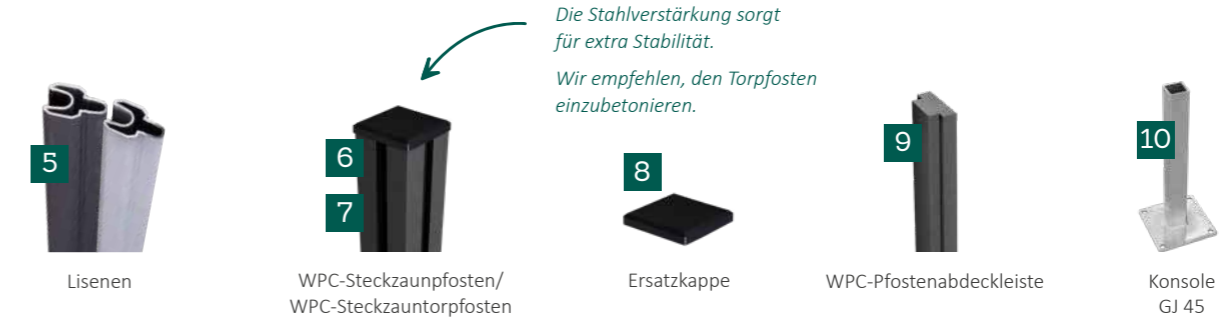 Die Stahlverstärkung sorgt
für extra Stabilität.
Wir empfehlen, den Torpfosten
einzubetonieren.
5
6
7
8
9
10
Lisenen
WPC-Steckzaunpfosten/
WPC-Steckzauntorpfosten
Ersatzkappe
WPC-Pfostenabdeckleiste
Konsole
GJ 45